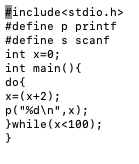 #include<stdio.h>
#define p printf
#define s scanf
int x=0;
int main(){
do{
x=(x+2);
p("%d\n",x);
}while(x<100);
}